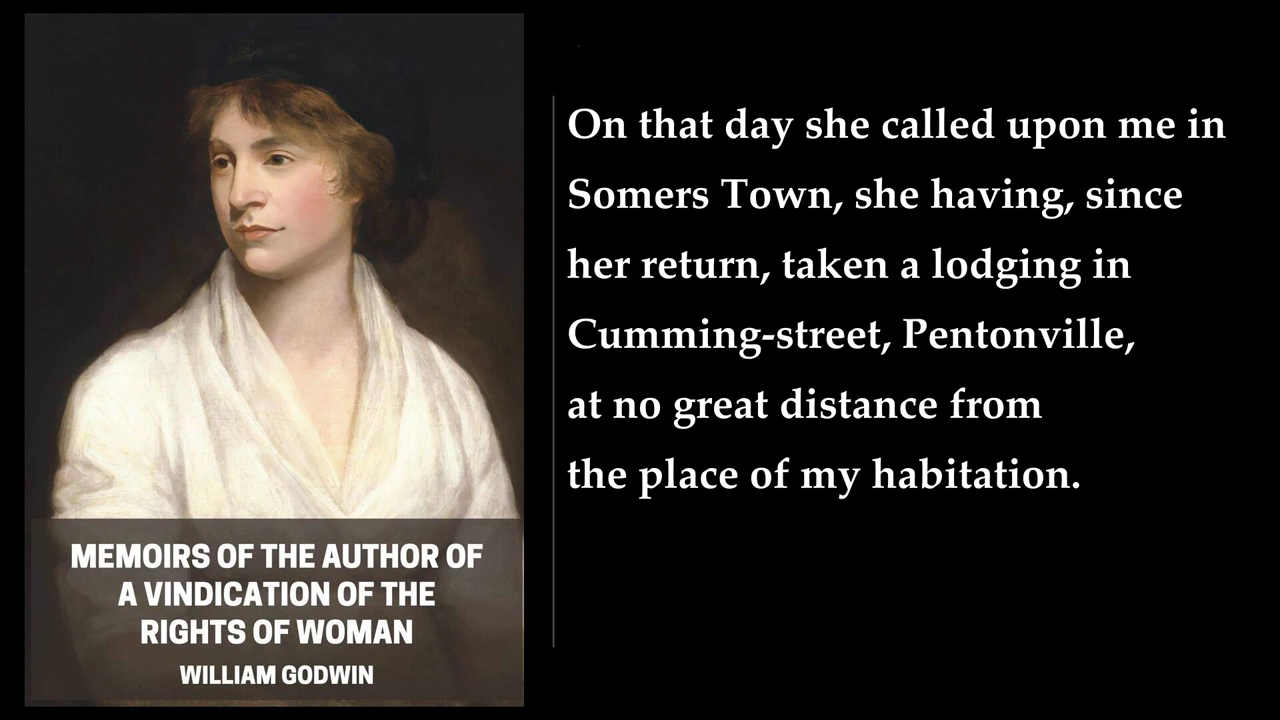 MEMOIRS OF THE AUTHOR OF
A VINDICATION OF THE
RIGHTS OF WOMAN
WILLIAM GODWIN
On that day she called upon me in
Somers Town, she having, since
her return, taken a lodging in
Cumming-street, Pentonville,
at no great distance from
the place of my habitation.